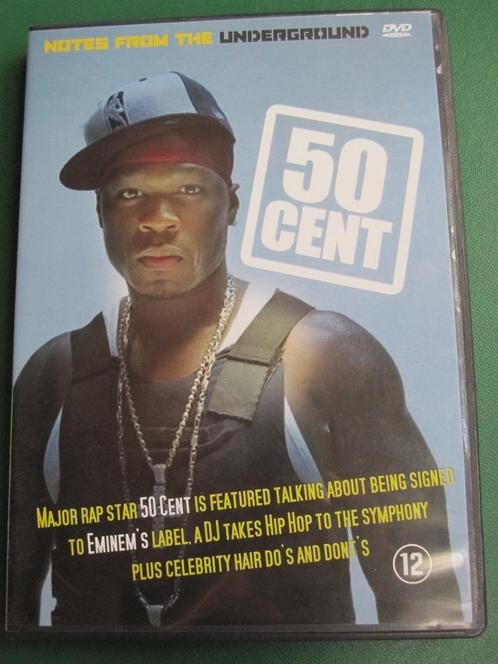 NOTES FROM THE UNDERGROUND
DVD
VIDEO
50
CENT
MAJOR RAP STAR 50 CENT IS FEATURED TALKING ABOUT BEING SIGNED
TO EMINEM'S LABEL. A DJ TAKES HIP HOP TO THE SYMPHONY
PLUS CELEBRITY HAIR DO'S AND DONT'S
12